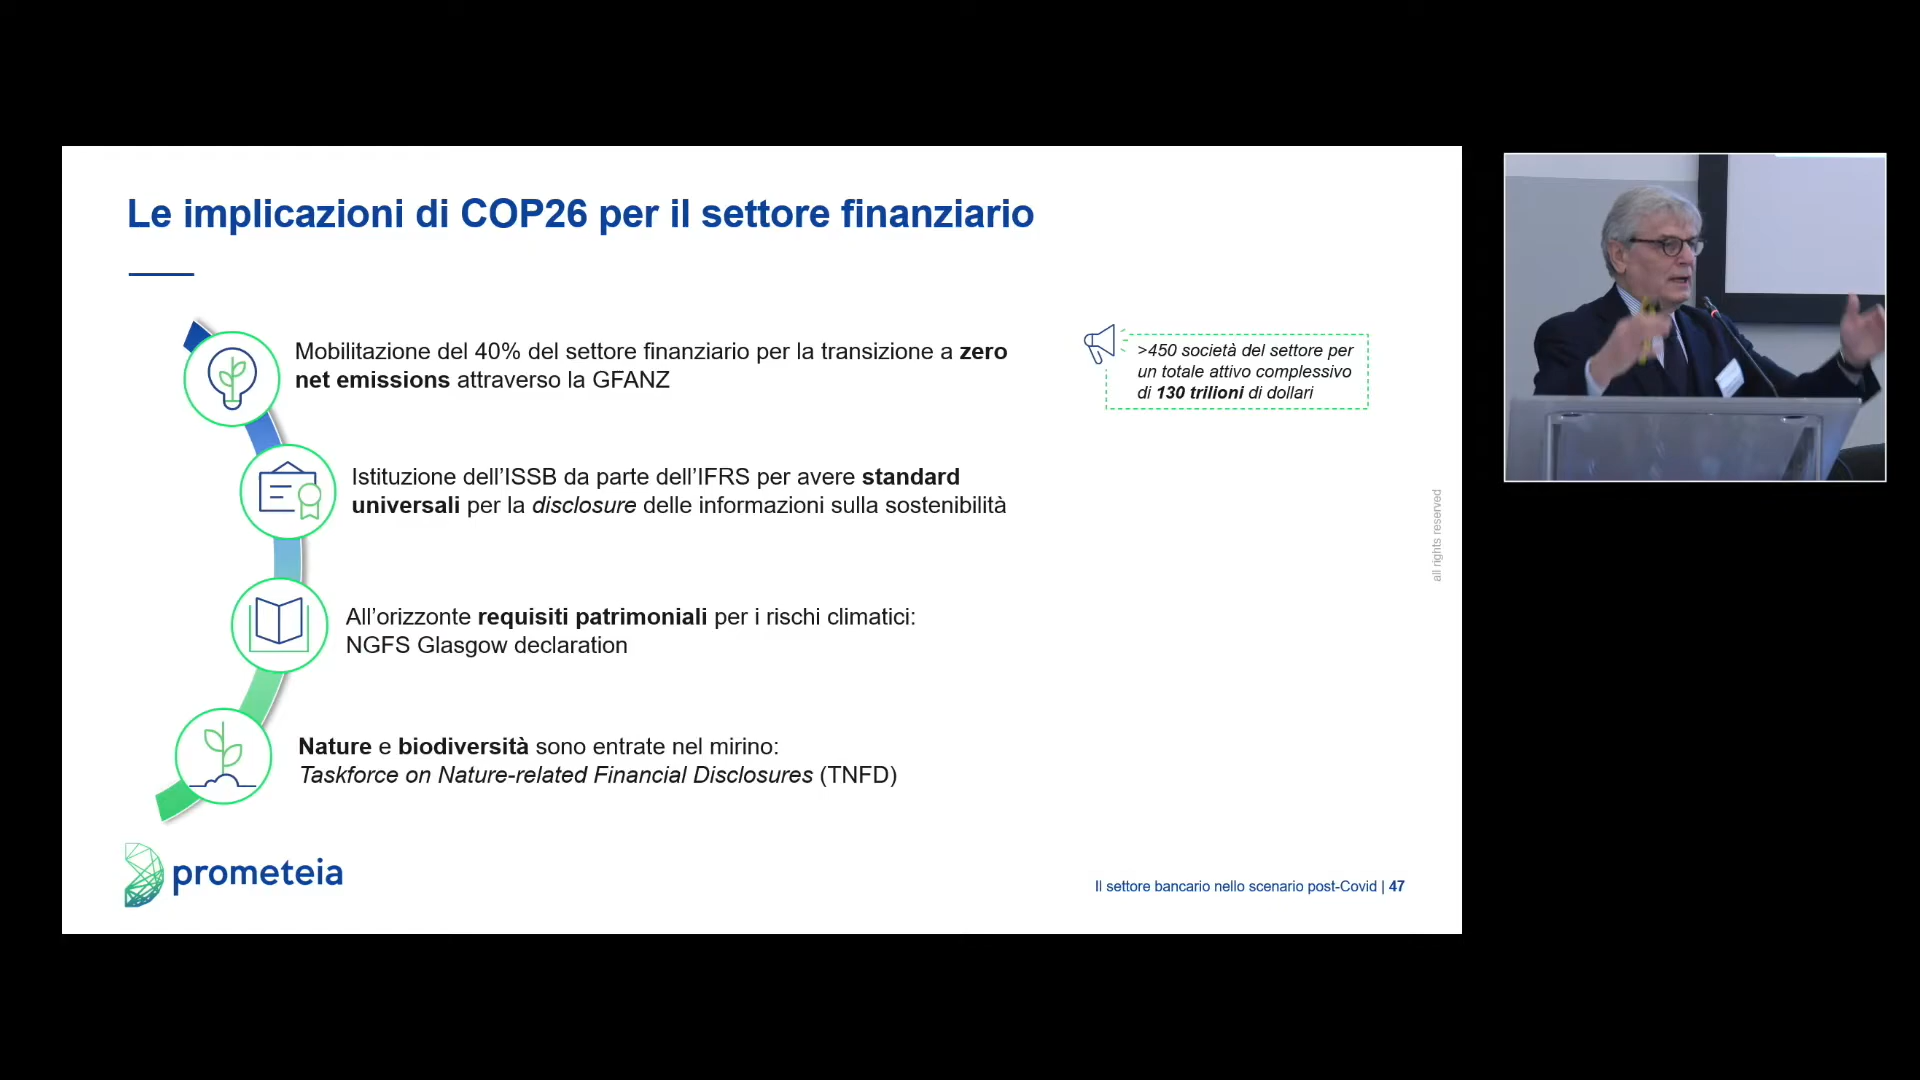 Le implicazioni di COP26 per il settore finanziario
Mobilitazione del 40% del settore finanziario per la transizione a zero
net emissions attraverso la GFANZ
>450 società del settore per
un totale attivo complessivo
di 130 trilioni di dollari
Istituzione dell’ISSB da parte dell’IFRS per avere standard
universali per la disclosure delle informazioni sulla sostenibilità
All’orizzonte requisiti patrimoniali per i rischi climatici:
NGFS Glasgow declaration
Nature e biodiversità sono entrate nel mirino:
Taskforce on Nature-related Financial Disclosures (TNFD)
all rights reserved
prometeia
Il settore bancario nello scenario post-Covid | 47